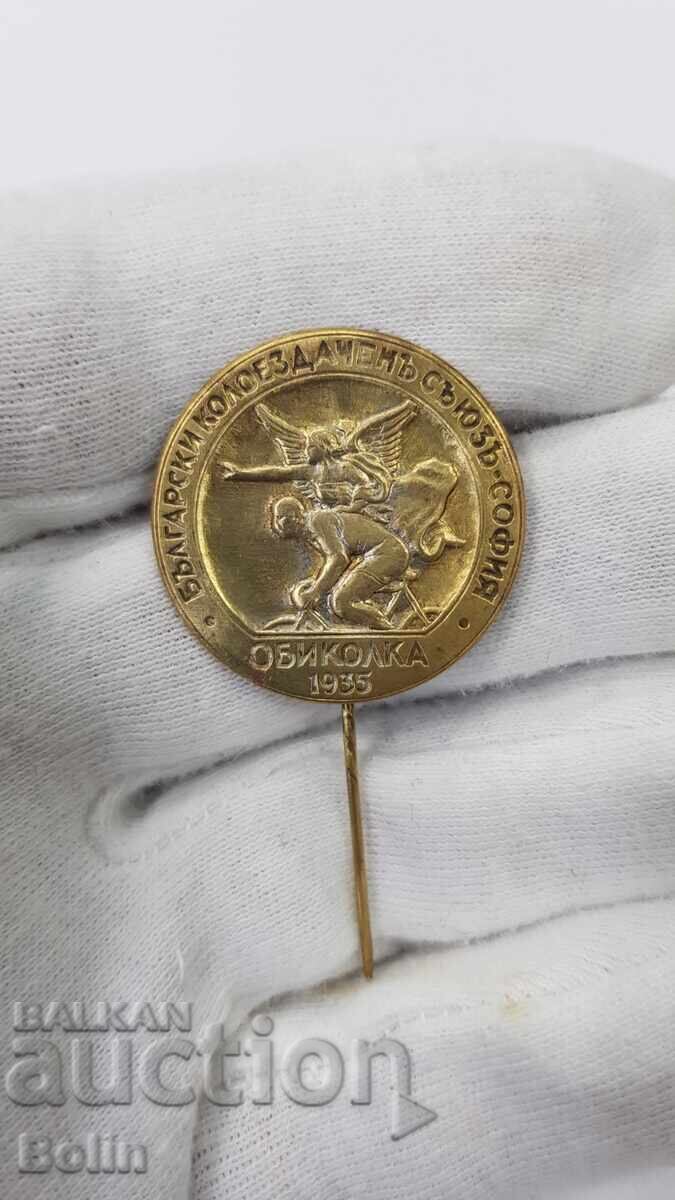 БЪЛГАРСКИ КОЛОЕЗДАЧЕНЪ СЪЮЗЪ·СОФИЯ
ОБИКОЛКА
1935
BALKAN
auction
Bolin